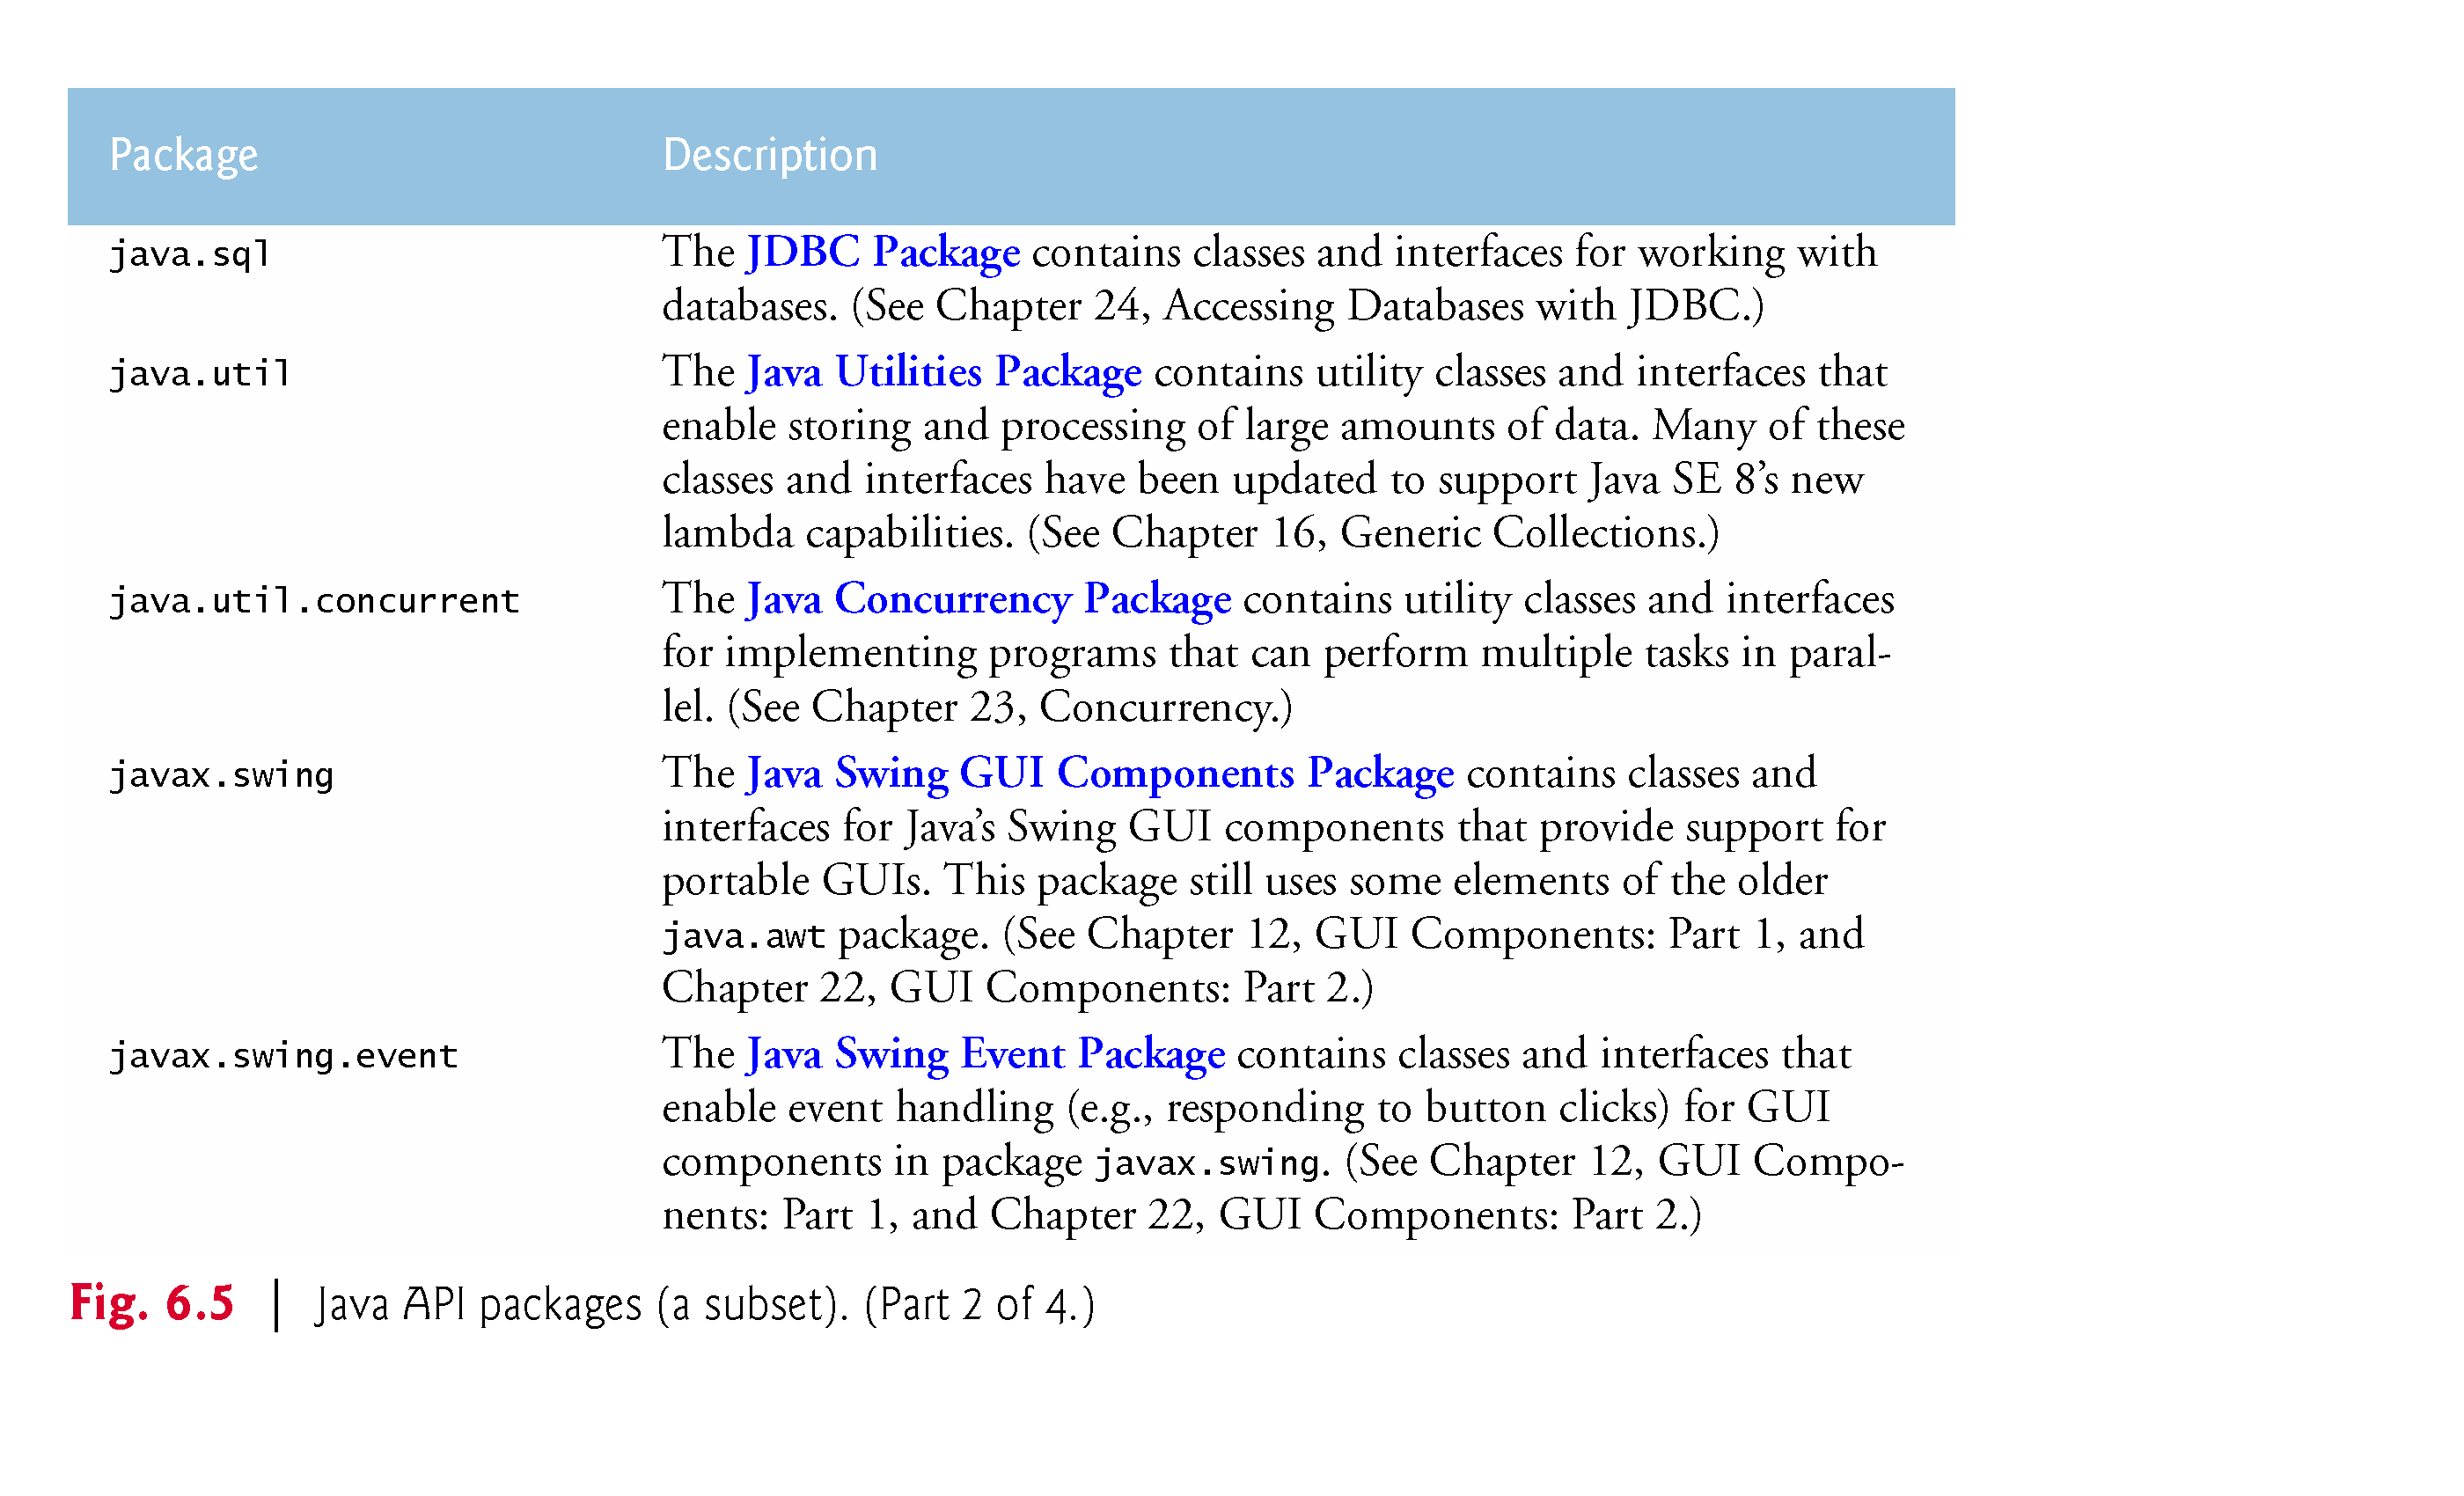 Package Description
java.sql The JDBC Package contains classes and interfaces for working with
databases. (See Chapter 24, Accessing Databases with JDBC.)
java.util The Java Utilities Package contains utility classes and interfaces that
enable storing and processing of large amounts of data. Many of these
classes and interfaces have been updated to support Java SE 8’s new
lambda capabilities. (See Chapter 16, Generic Collections.)
java.util.concurrent The Java Concurrency Package contains utility classes and interfaces
for implementing programs that can perform multiple tasks in paral-
lel. (See Chapter 23, Concurrency.)
javax.swing The Java Swing GUI Components Package contains classes and
interfaces for Java’s Swing GUI components that provide support for
portable GUIs. This package still uses some elements of the older
java.awt package. (See Chapter 12, GUI Components: Part 1, and
Chapter 22, GUI Components: Part 2.)
javax.swing.event The Java Swing Event Package contains classes and interfaces that
enable event handling (e.g., responding to button clicks) for GUI
components in package javax.swing. (See Chapter 12, GUI Compo-
nents: Part 1, and Chapter 22, GUI Components: Part 2.)
Fig. 6.5 | Java API packages (a subset). (Part 2 of 4.)